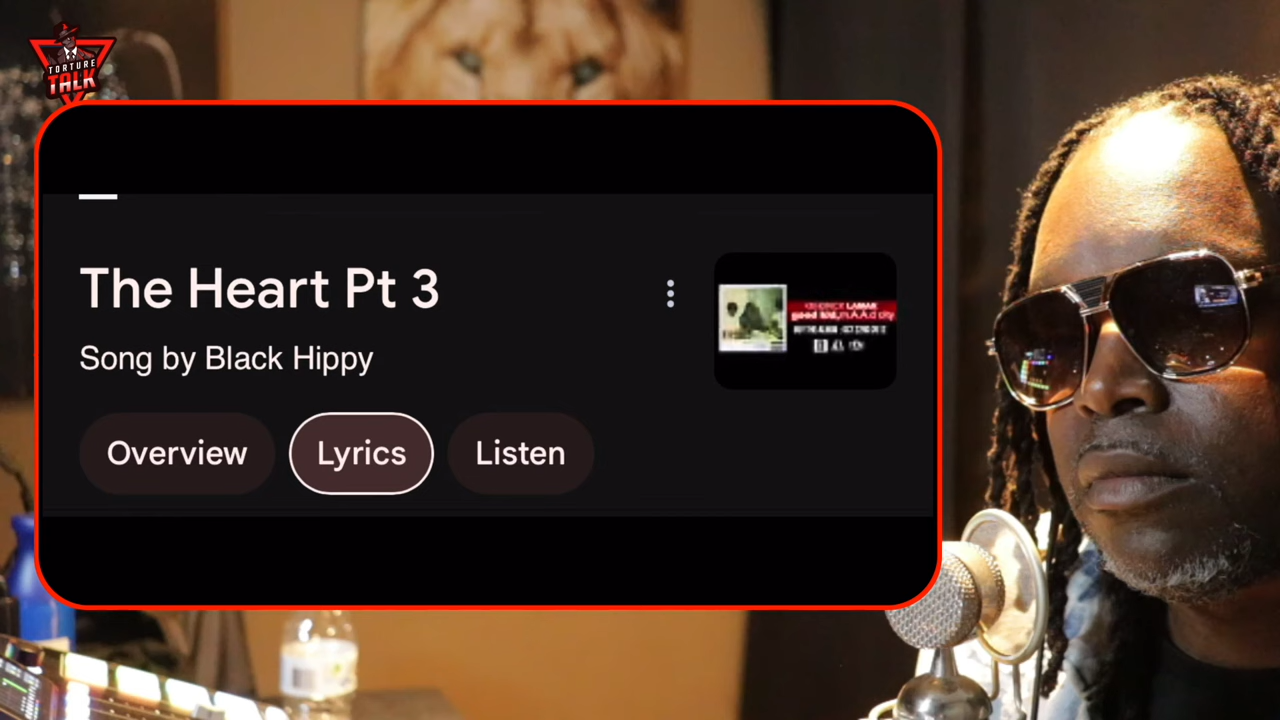 TORTURE
TALK
The Heart Pt 3
Song by Black Hippy
KENDRICK LAMAR
good kid, m.A.A.d city
Overview
Lyrics
Listen